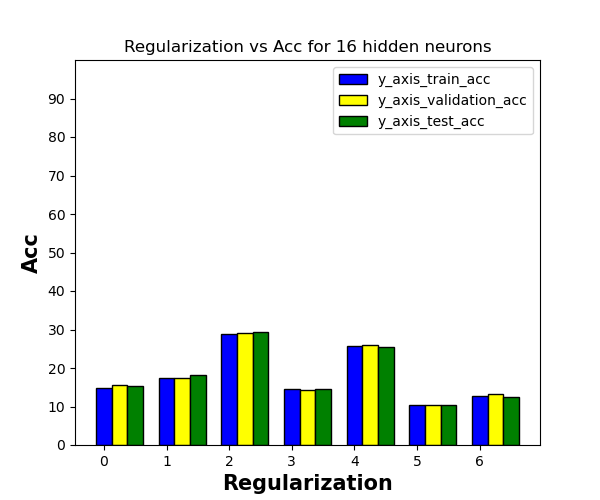 Regularization vs Acc for 16 hidden neurons
y_axis_train_acc
y_axis_validation_acc
y_axis_test_acc
90
80
70
60
50
40
30
20
10
0
Acc
0 1 2 3 4 5 6
Regularization